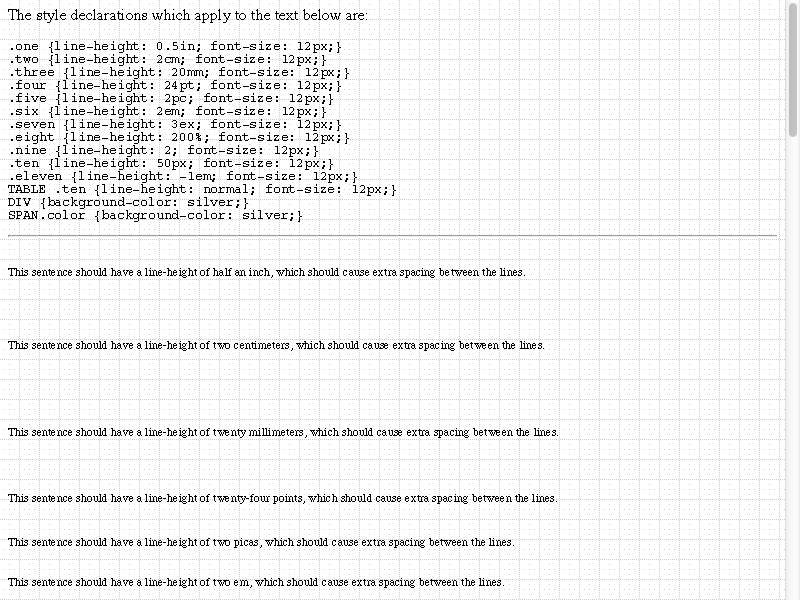 The style declarations which apply to the text below are:
.one {line-height: 0.5in; font-size: 12px;}
.two {line-height: 2cm; font-size: 12px;}
.three {line-height: 20mm; font-size: 12px;}
.four {line-height: 24pt; font-size: 12px;}
.five {line-height: 2pc; font-size: 12px;}
.six {line-height: 2em; font-size: 12px;}
.seven {line-height: 3ex; font-size: 12px;}
.eight {line-height: 200%; font-size: 12px;}
.nine {line-height: 2; font-size: 12px;}
.ten {line-height: 50px; font-size: 12px;}
.eleven {line-height: -1em; font-size: 12px;}
TABLE .ten {line-height: normal; font-size: 12px;}
DIV {background-color: silver;}
SPAN.color {background-color: silver;}
This sentence should have a line-height of half an inch, which should cause extra spacing between the lines.
This sentence should have a line-height of two centimeters, which should cause extra spacing between the lines.
This sentence should have a line-height of twenty millimeters, which should cause extra spacing between the lines.
This sentence should have a line-height of twenty-four points, which should cause extra spacing between the lines.
This sentence should have a line-height of two picas, which should cause extra spacing between the lines.
This sentence should have a line-height of two em, which should cause extra spacing between the lines.